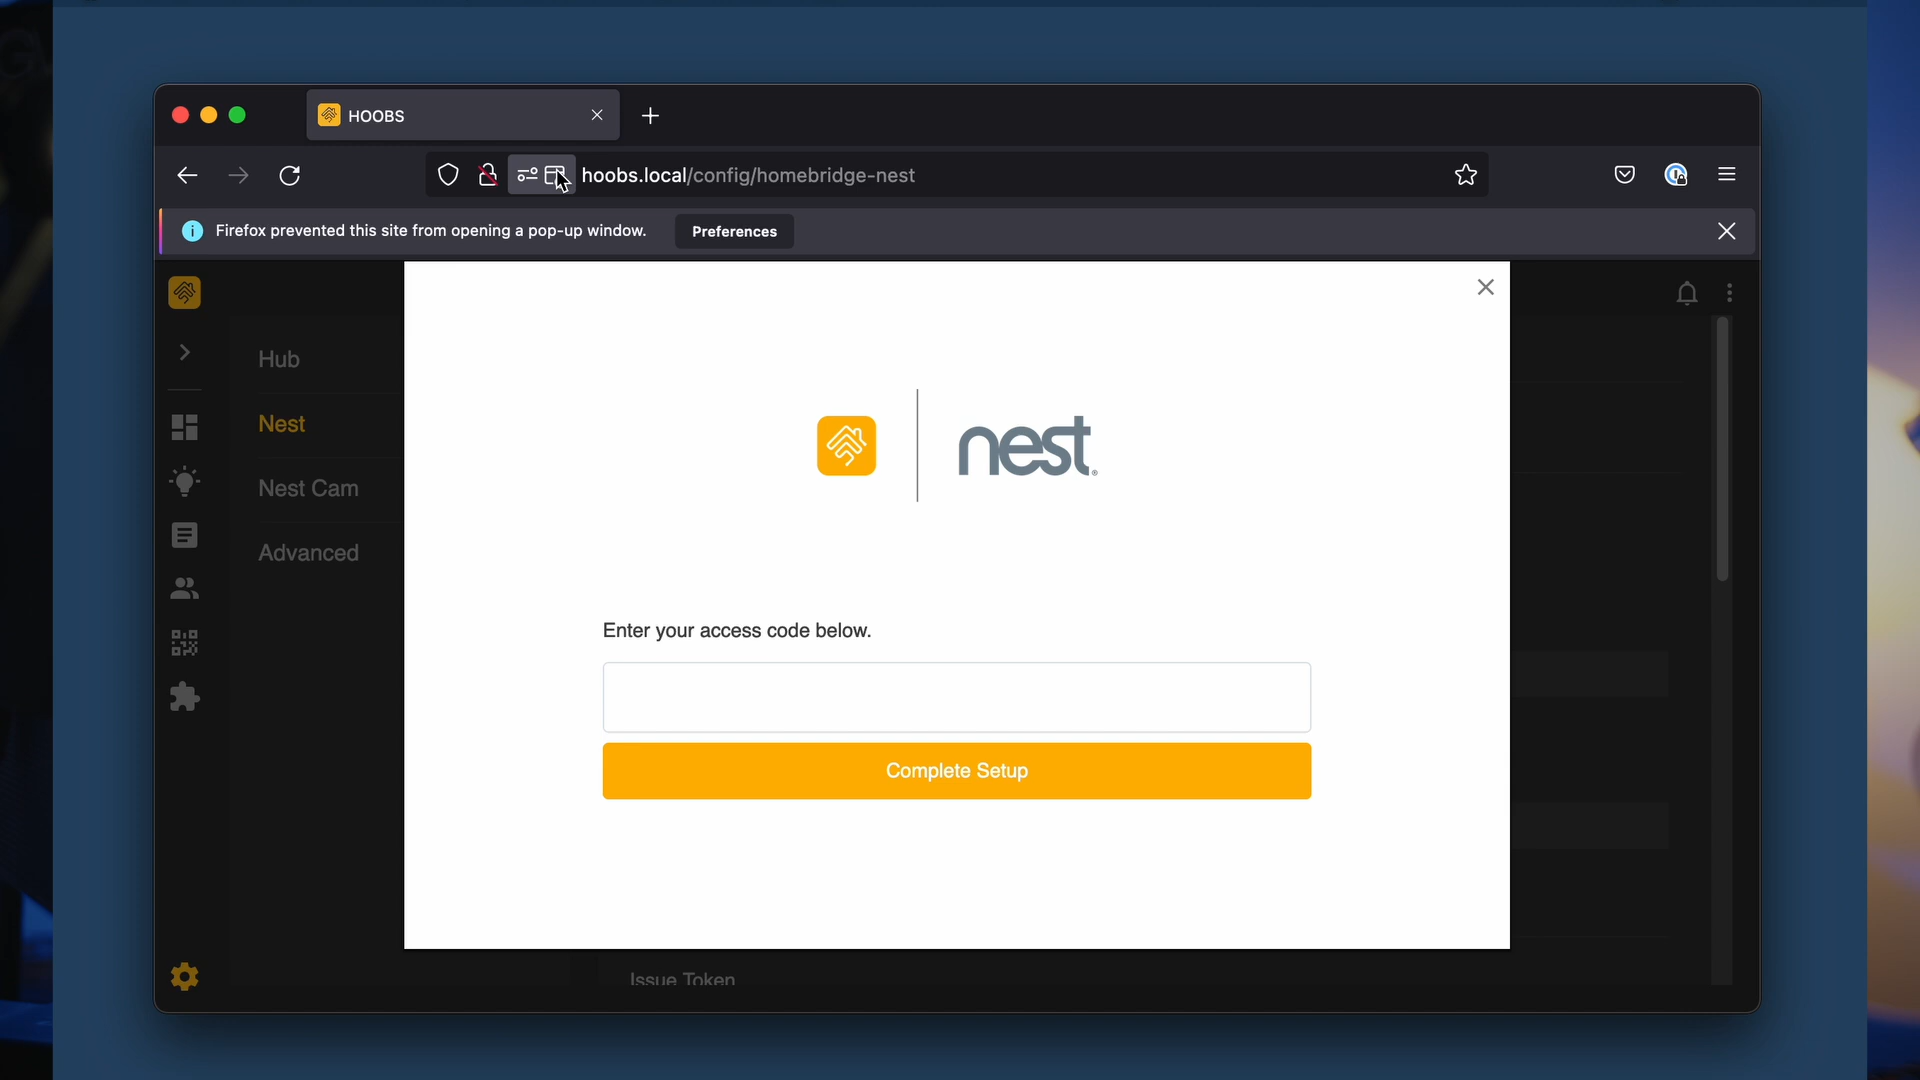 HOOBS
hoobs.local/config/homebridge-nest
Firefox prevented this site from opening a pop-up window.
Preferences
Hub
Nest
Nest Cam
Advanced
nest®
Enter your access code below.
Complete Setup
Issue Token